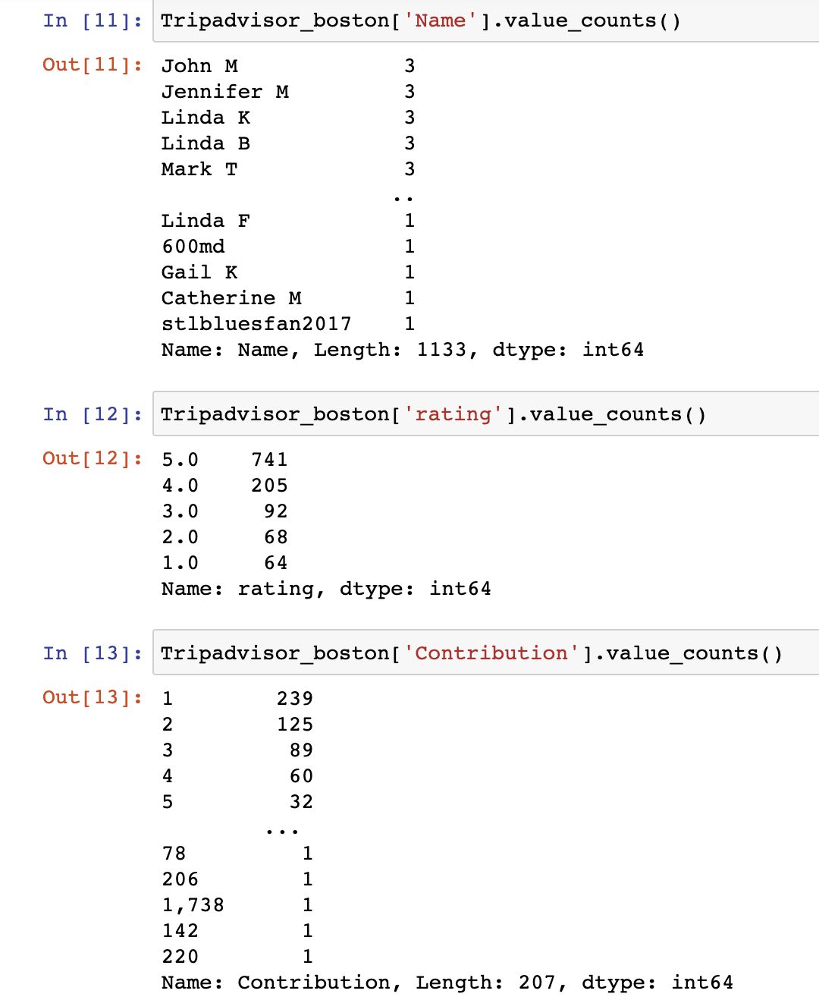 In [11]: Tripadvisor_boston['Name'].value_counts()
Out[11]: John M 3
Jennifer M 3
Linda K 3
Linda B 3
Mark T 3
..
Linda F 1
600md 1
Gail K 1
Catherine M 1
stlbluesfan2017 1
Name: Name, Length: 1133, dtype: int64
In [12]: Tripadvisor_boston['rating'].value_counts()
Out[12]: 5.0 741
4.0 205
3.0 92
2.0 68
1.0 64
Name: rating, dtype: int64
In [13]: Tripadvisor_boston['Contribution'].value_counts()
Out[13]: 1 239
2 125
3 89
4 60
5 32
...
78 1
206 1
1,738 1
142 1
220 1
Name: Contribution, Length: 207, dtype: int64